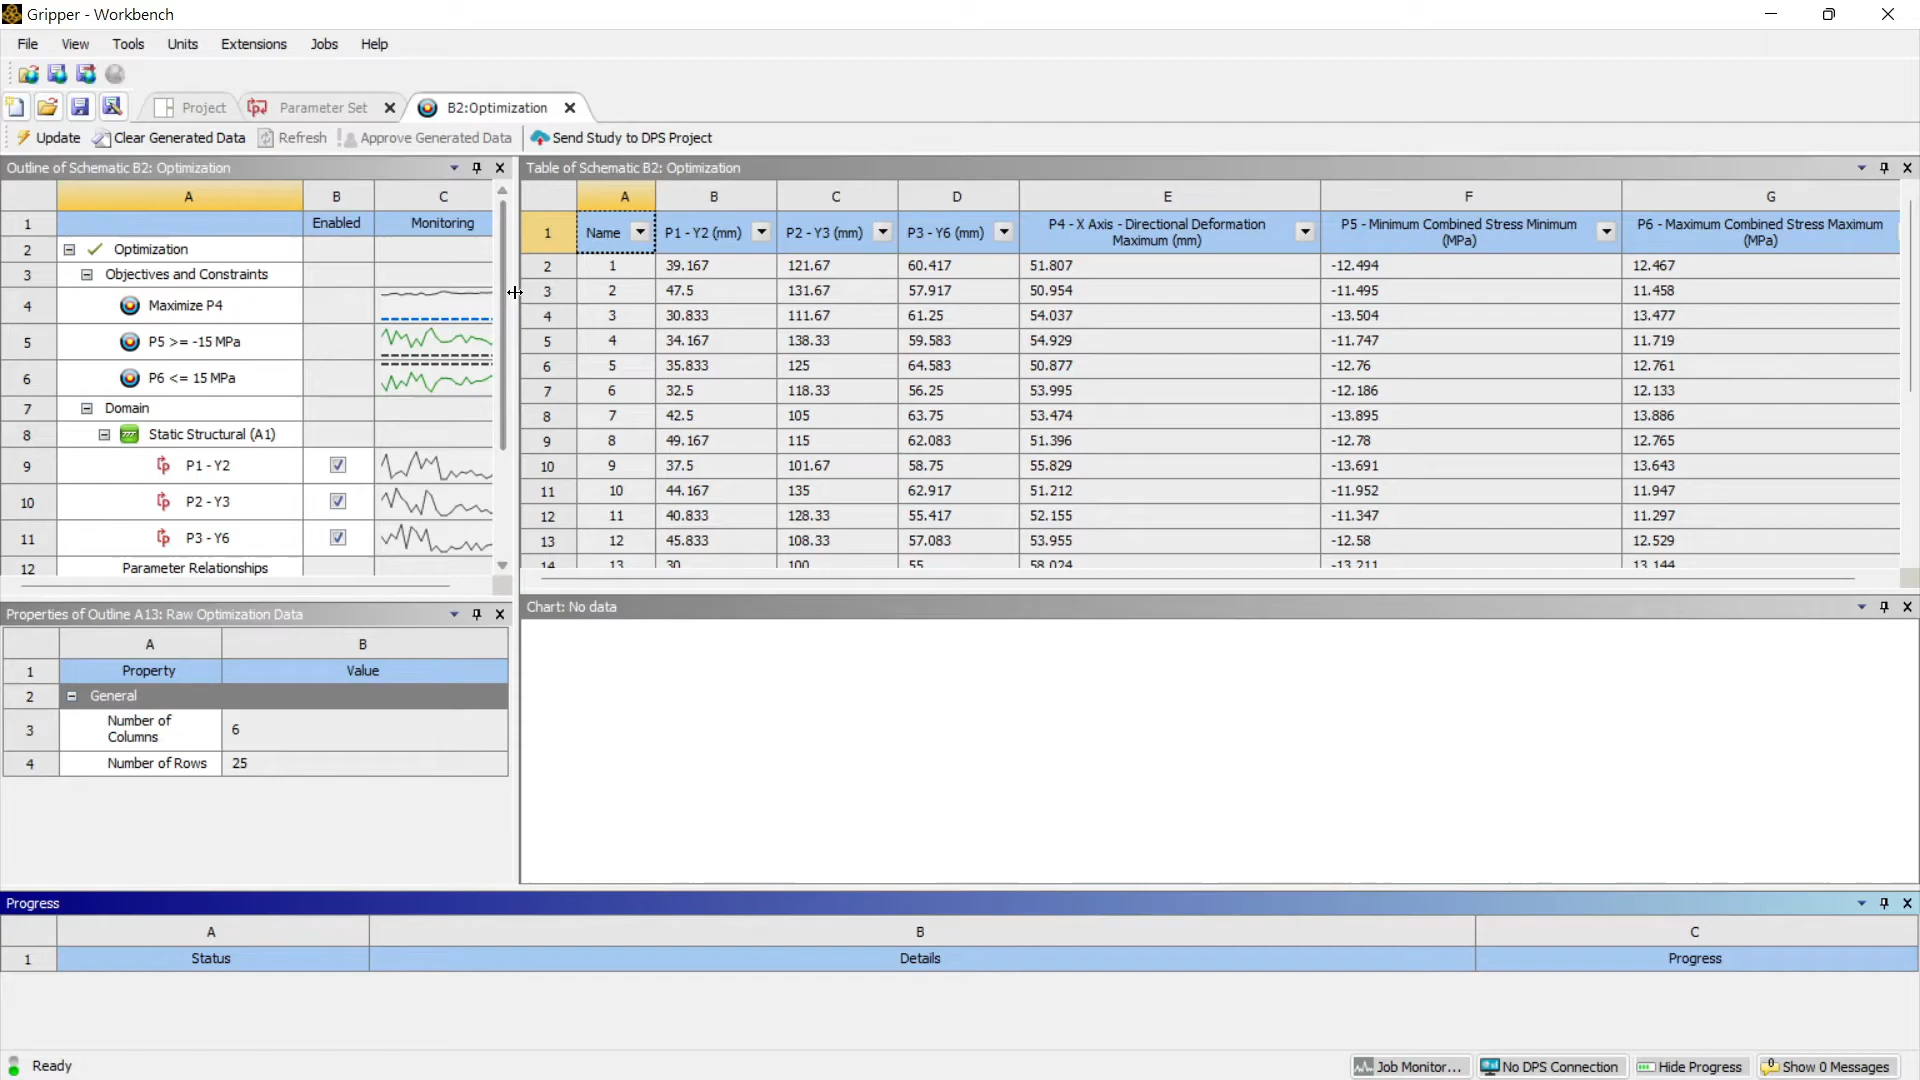 Gripper - Workbench
File View Tools Units Extensions Jobs Help
Project Parameter Set B2:Optimization
Update Clear Generated Data Refresh Approve Generated Data Send Study to DPS Project
Outline of Schematic B2: Optimization
A B C
1 Enabled Monitoring
2 Optimization
3 Objectives and Constraints
4 Maximize P4
5 P5 >= -15 MPa
6 P6 <= 15 MPa
7 Domain
8 Static Structural (A1)
9 P1 - Y2
10 P2 - Y3
11 P3 - Y6
12 Parameter Relationships
Table of Schematic B2: Optimization
A B C D E F G
1 Name P1 - Y2 (mm) P2 - Y3 (mm) P3 - Y6 (mm) P4 - X Axis - Directional Deformation Maximum (mm) P5 - Minimum Combined Stress Minimum (MPa) P6 - Maximum Combined Stress Maximum (MPa)
2 1 39.167 121.67 60.417 51.807 -12.494 12.467
3 2 47.5 131.67 57.917 50.954 -11.495 11.458
4 3 30.833 111.67 61.25 54.037 -13.504 13.477
5 4 34.167 138.33 59.583 54.929 -11.747 11.719
6 5 35.833 125 64.583 50.877 -12.76 12.761
7 6 32.5 118.33 56.25 53.995 -12.186 12.133
8 7 42.5 105 63.75 53.474 -13.895 13.886
9 8 49.167 115 62.083 51.396 -12.78 12.765
10 9 37.5 101.67 58.75 55.829 -13.691 13.643
11 10 44.167 135 62.917 51.212 -11.952 11.947
12 11 40.833 128.33 55.417 52.155 -11.347 11.297
13 12 45.833 108.33 57.083 53.955 -12.58 12.529
14 13 30 100 55 58.024 -13.211 13.144
Properties of Outline A13: Raw Optimization Data
A B
1 Property Value
2 General
3 Number of Columns 6
4 Number of Rows 25
Chart: No data
Progress
A B C
1 Status Details Progress
Ready Job Monitor... No DPS Connection Hide Progress Show 0 Messages